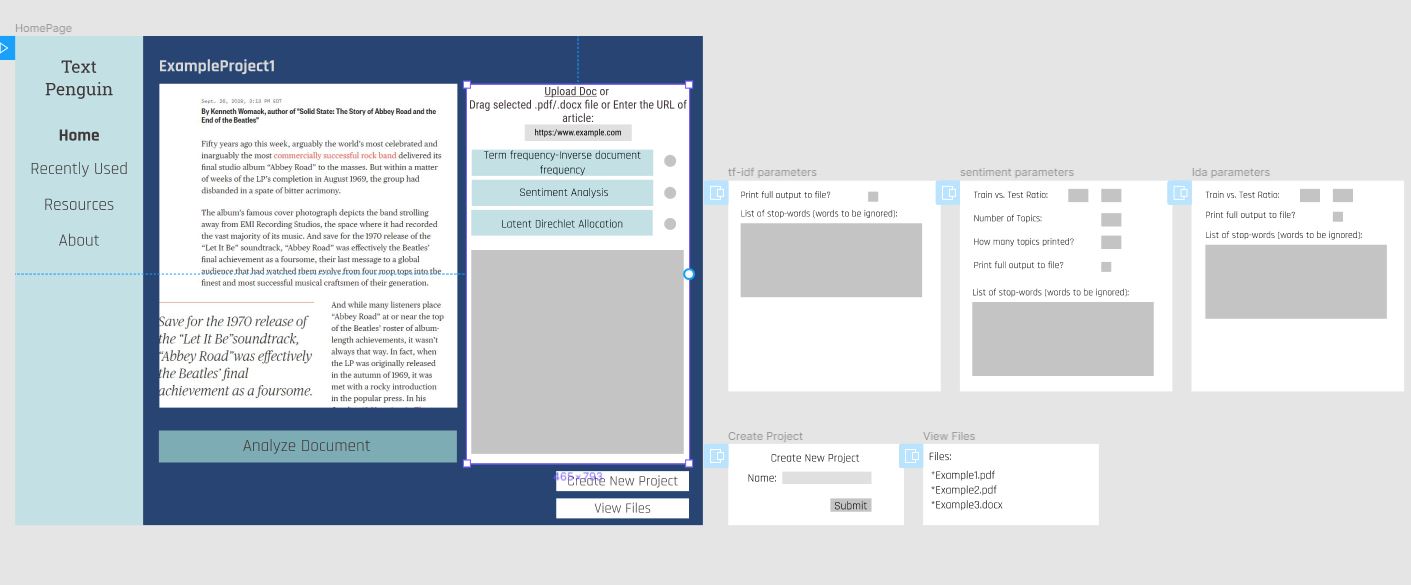 HomePage
Text
Penguin
Home
Recently Used
Resources
About
ExampleProject1
Sept. 26, 2019, 2:13 PM EDT
By Kenneth Womack, author of "Solid State: The Story of Abbey Road and the
End of the Beatles"
Fifty years ago this week, arguably the world's most celebrated and
inarguably the most commercially successful rock band delivered its
final studio album "Abbey Road" to the masses. But within a matter
of weeks of the LP's completion in August 1969, the group had
disbanded in a spate of bitter acrimony.
The album's famous cover photograph depicts the band strolling
away from EMI Recording Studios, the space where it had recorded
the vast majority of its music. And save for the 1970 release of the
"Let It Be" soundtrack, "Abbey Road" was effectively the Beatles'
final achievement as a foursome, their last message to a global
audience that had watched them evolve from four mop tops into the
finest and most successful musical craftsmen of their generation.
Save for the 1970 release of
the "Let It Be"soundtrack,
"Abbey Road"was effectively
the Beatles' final
achievement as a foursome.
And while many listeners place
"Abbey Road" at or near the top
of the Beatles' roster of album-
length achievements, it wasn't
always that way. In fact, when
the LP was originally released
in the autumn of 1969, it was
met with a rocky introduction
in the popular press. In his
Analyze Document
Upload Doc or
Drag selected .pdf/.docx file or Enter the URL of
article:
https:/www.example.com
Term frequency-Inverse document
frequency
Sentiment Analysis
Latent Direchlet Allocation
465 × 793
Create New Project
View Files
tf-idf parameters
Print full output to file?
List of stop-words (words to be ignored):
sentiment parameters
Train vs. Test Ratio:
Number of Topics:
How many topics printed?
Print full output to file?
List of stop-words (words to be ignored):
lda parameters
Train vs. Test Ratio:
Print full output to file?
List of stop-words (words to be ignored):
Create Project
Create New Project
Name:
Submit
View Files
Files:
*Example1.pdf
*Example2.pdf
*Example3.docx